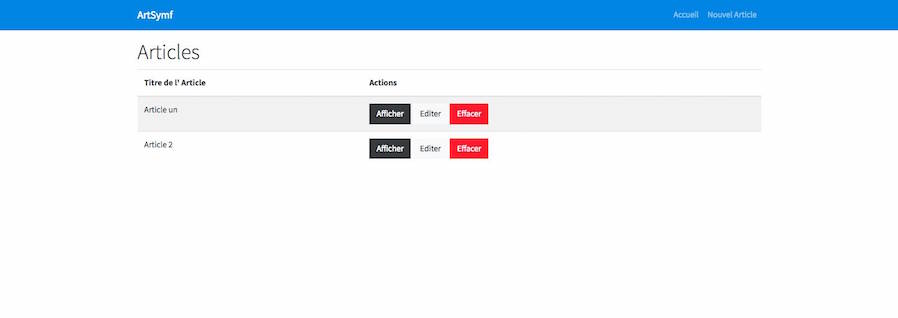 ArtSymf Accueil Nouvel Article
Articles
Titre de l' Article Actions
Article un Afficher Editer Effacer
Article 2 Afficher Editer Effacer